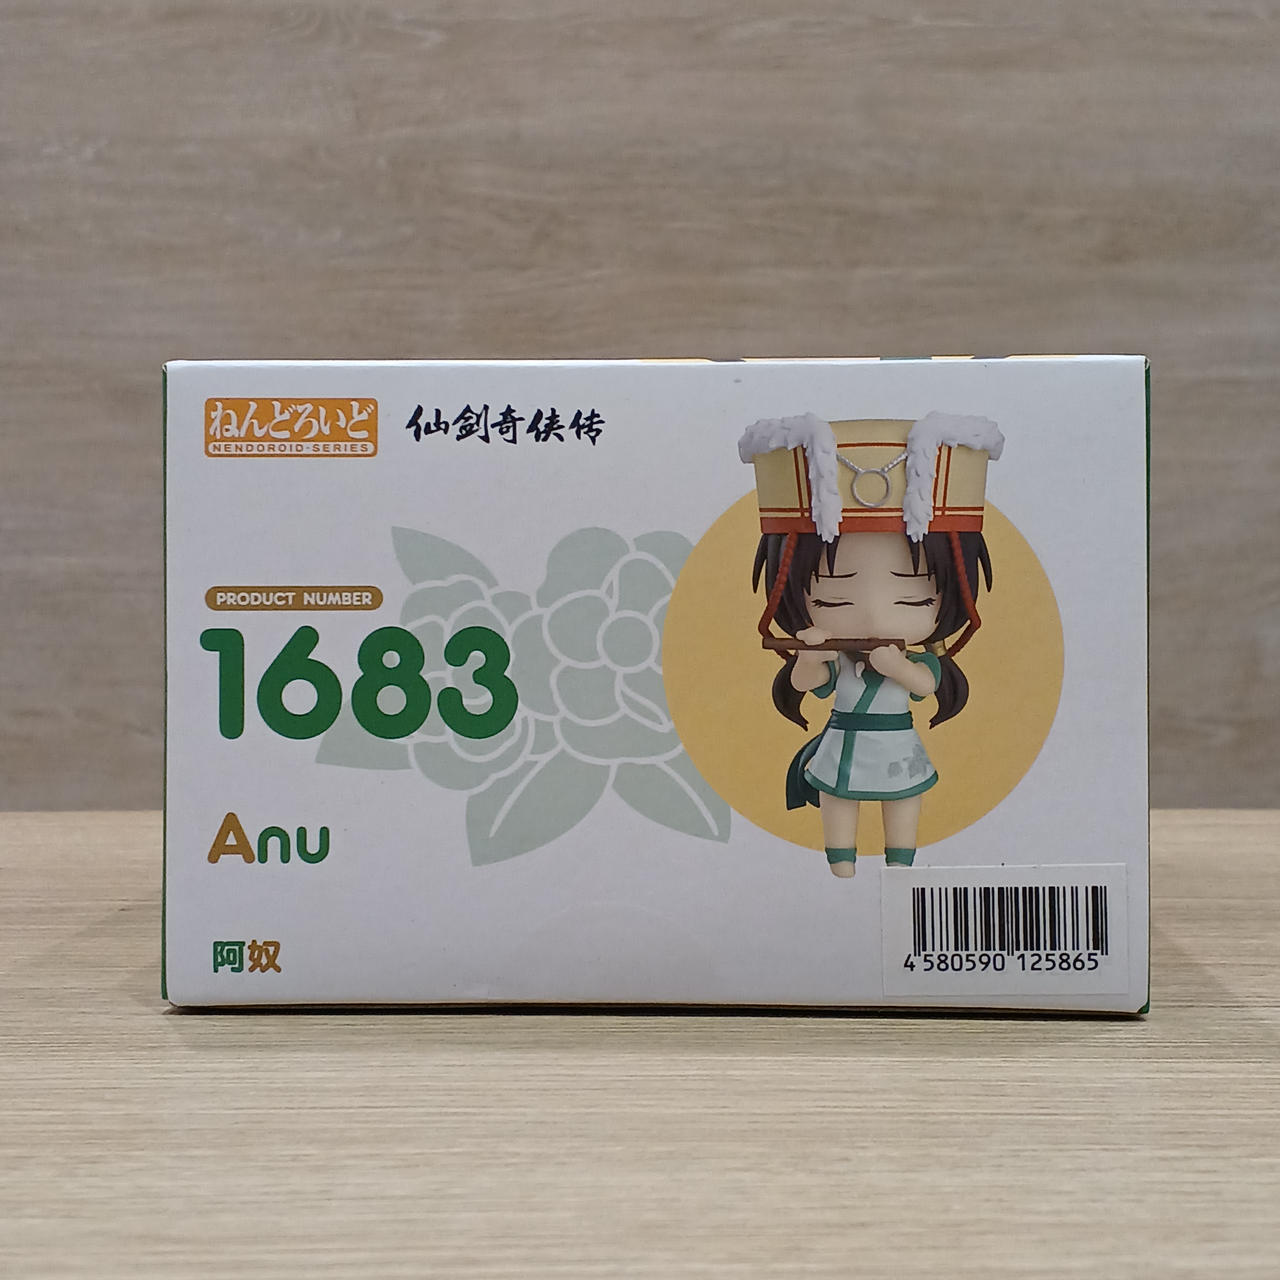 ねんどろいど
NENDOROID-SERIES
仙剑奇侠传
PRODUCT NUMBER
1683
Anu
阿奴
4 580590 125865